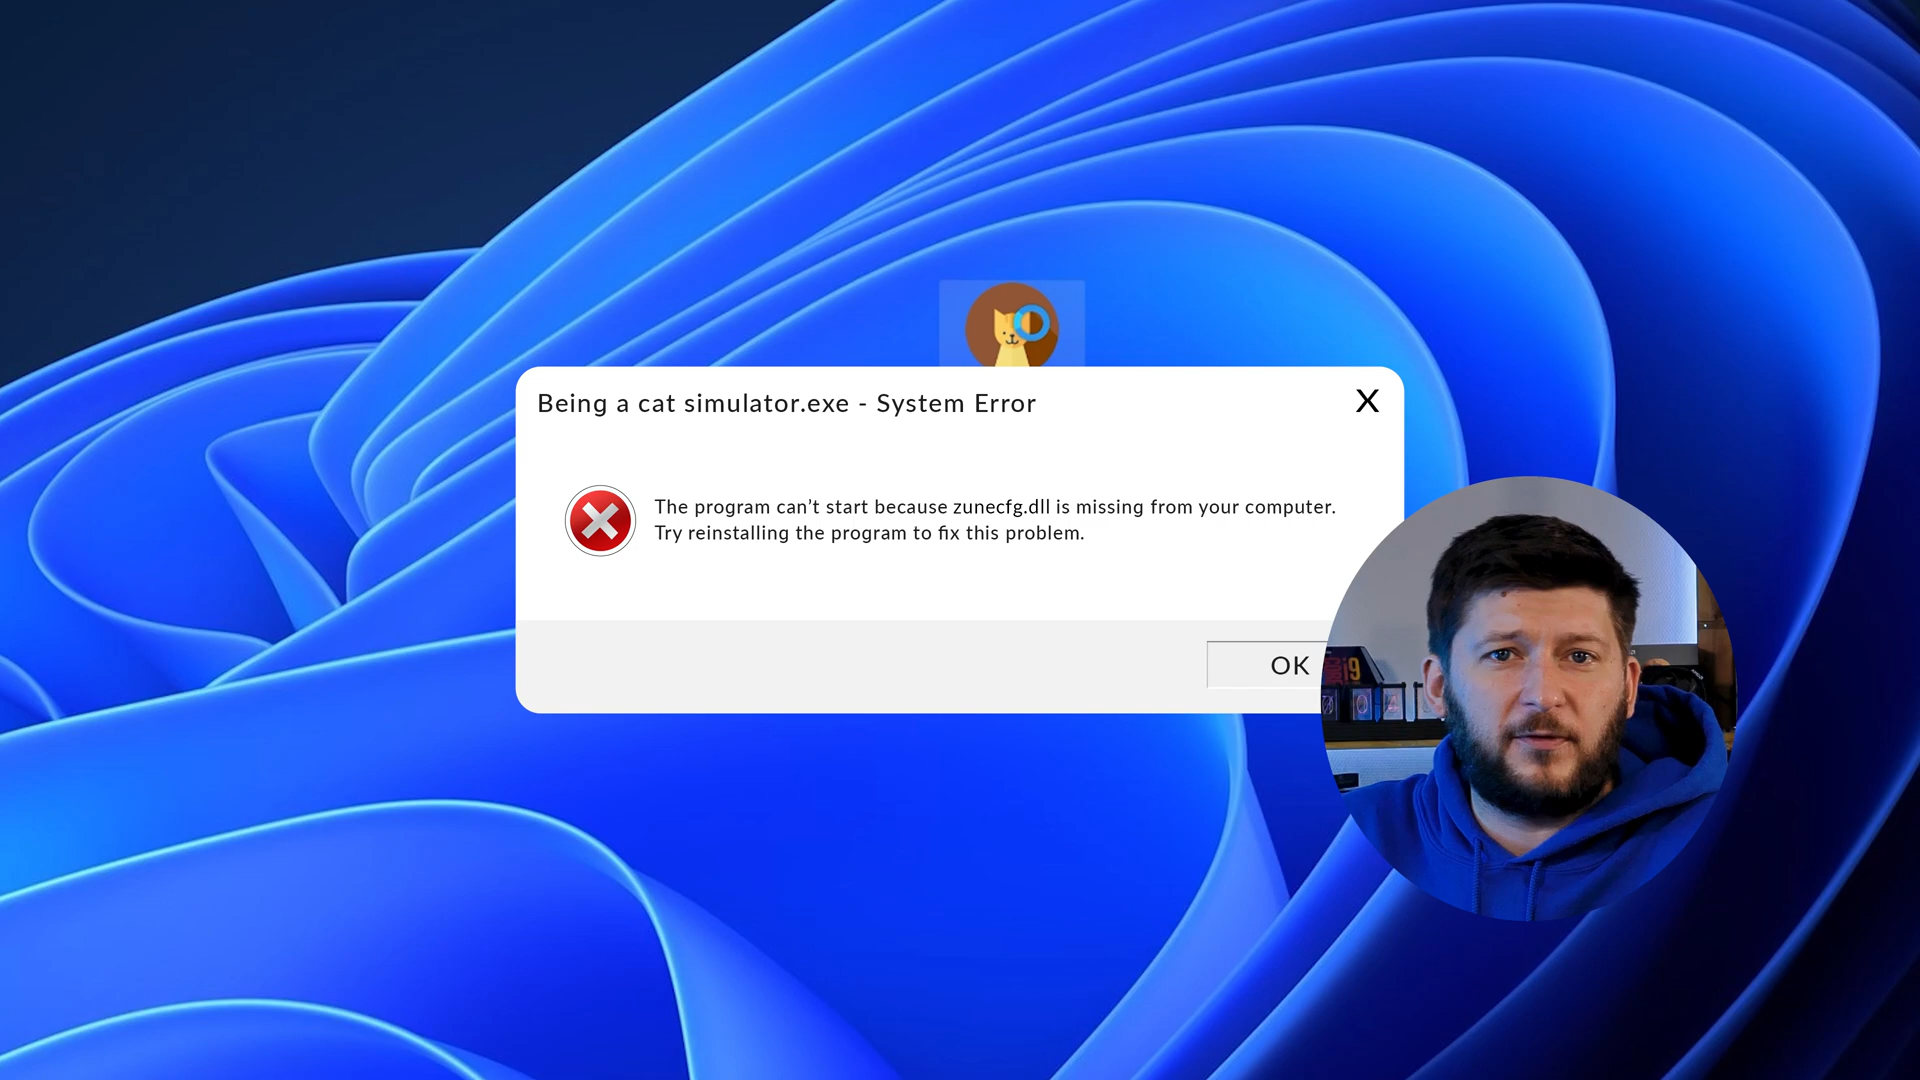 Being a cat simulator.exe - System Error
X
The program can’t start because zunecfg.dll is missing from your computer.
Try reinstalling the program to fix this problem.
OK
i9